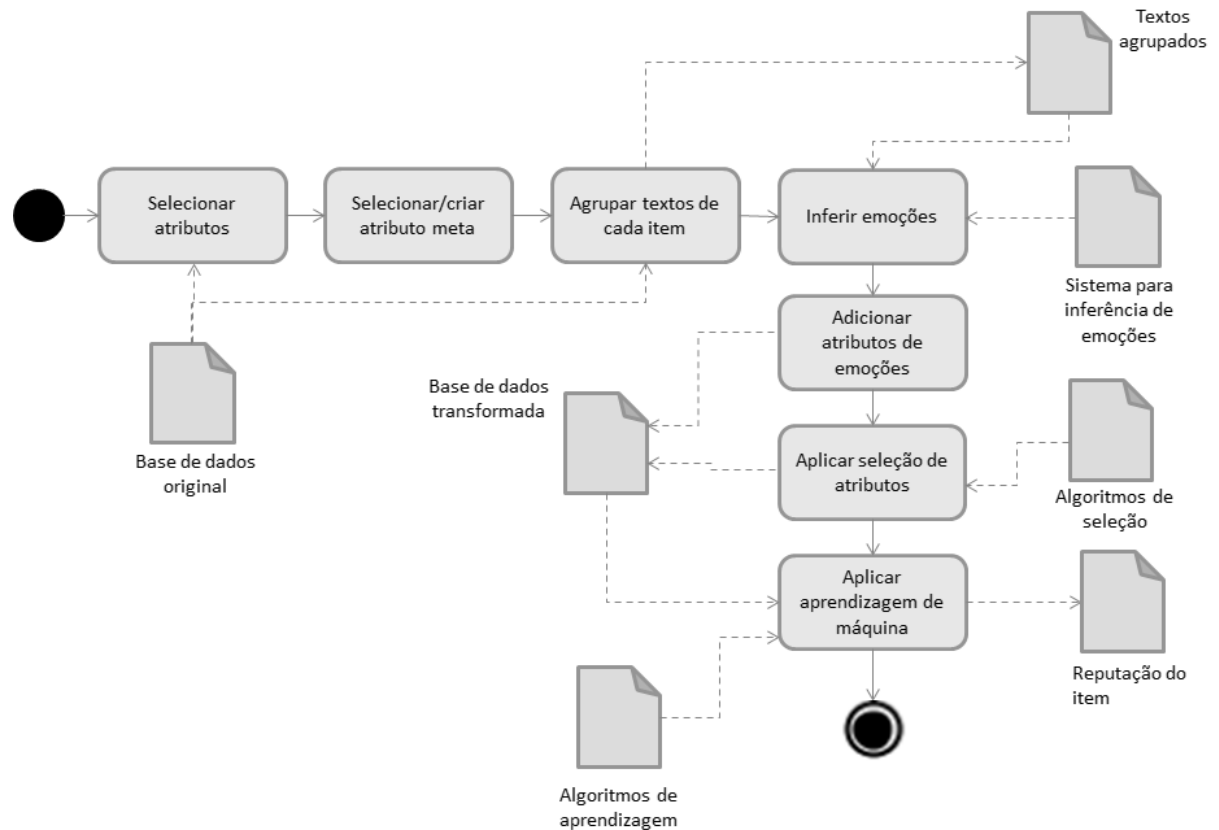 Textos
agrupados
Selecionar
atributos
Selecionar/criar
atributo meta
Agrupar textos de
cada item
Inferir emoções
Sistema para
inferência de
emoções
Adicionar
atributos de
emoções
Base de dados
transformada
Base de dados
original
Aplicar seleção de
atributos
Algoritmos de
seleção
Aplicar
aprendizagem de
máquina
Reputação do
item
Algoritmos de
aprendizagem